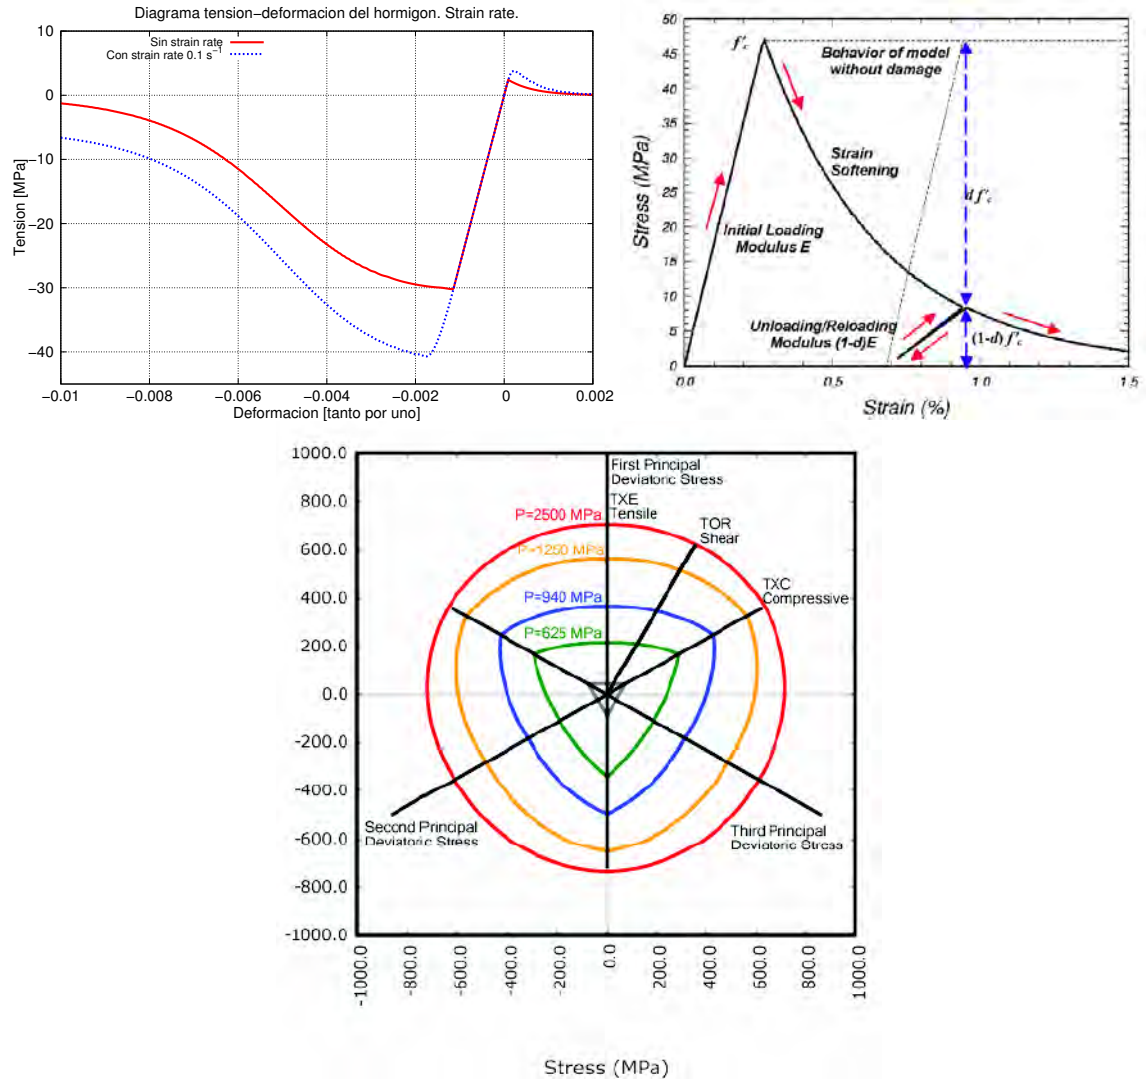 Diagrama tension−deformacion del hormigon. Strain rate.
Sin strain rate
Con strain rate 0.1 s⁻¹
10
0
−10
−20
−30
−40
Tension [MPa]
−0.01
−0.008
−0.006
−0.004
−0.002
0
0.002
Deformacion [tanto por uno]
50
45
40
35
30
25
20
15
10
5
0
Stress (MPa)
f'c
Behavior of model
without damage
Strain
Softening
d f'c
Initial Loading
Modulus E
Unloading/Reloading
Modulus (1-d)E
(1-d) f'c
0.0
0.5
1.0
1.5
Strain (%)
1000.0
800.0
600.0
400.0
200.0
0.0
-200.0
-400.0
-600.0
-800.0
-1000.0
First Principal
Deviatoric Stress
TXE
Tensile
P=2500 MPa
TOR
Shear
P=1250 MPa
TXC
Compressive
P=940 MPa
P=625 MPa
Second Principal
Deviatoric Stress
Third Principal
Deviatoric Stress
-1000.0
-800.0
-600.0
-400.0
-200.0
0.0
200.0
400.0
600.0
800.0
1000.0
Stress (MPa)